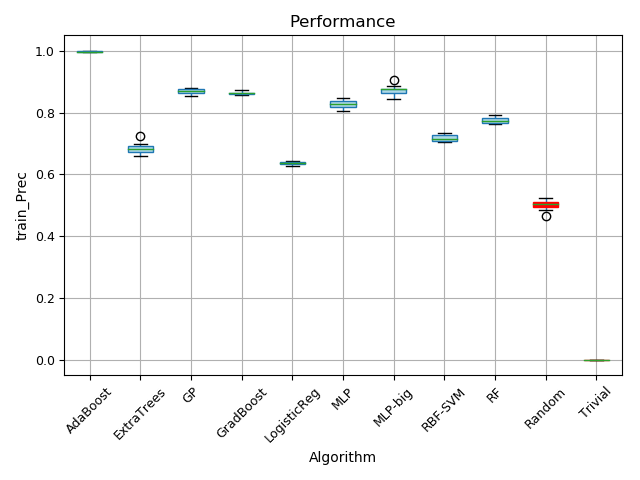 Performance
1.0
0.8
0.6
0.4
0.2
0.0
train_Prec
AdaBoost
ExtraTrees
GP
GradBoost
LogisticReg
MLP
MLP-big
RBF-SVM
RF
Random
Trivial
Algorithm